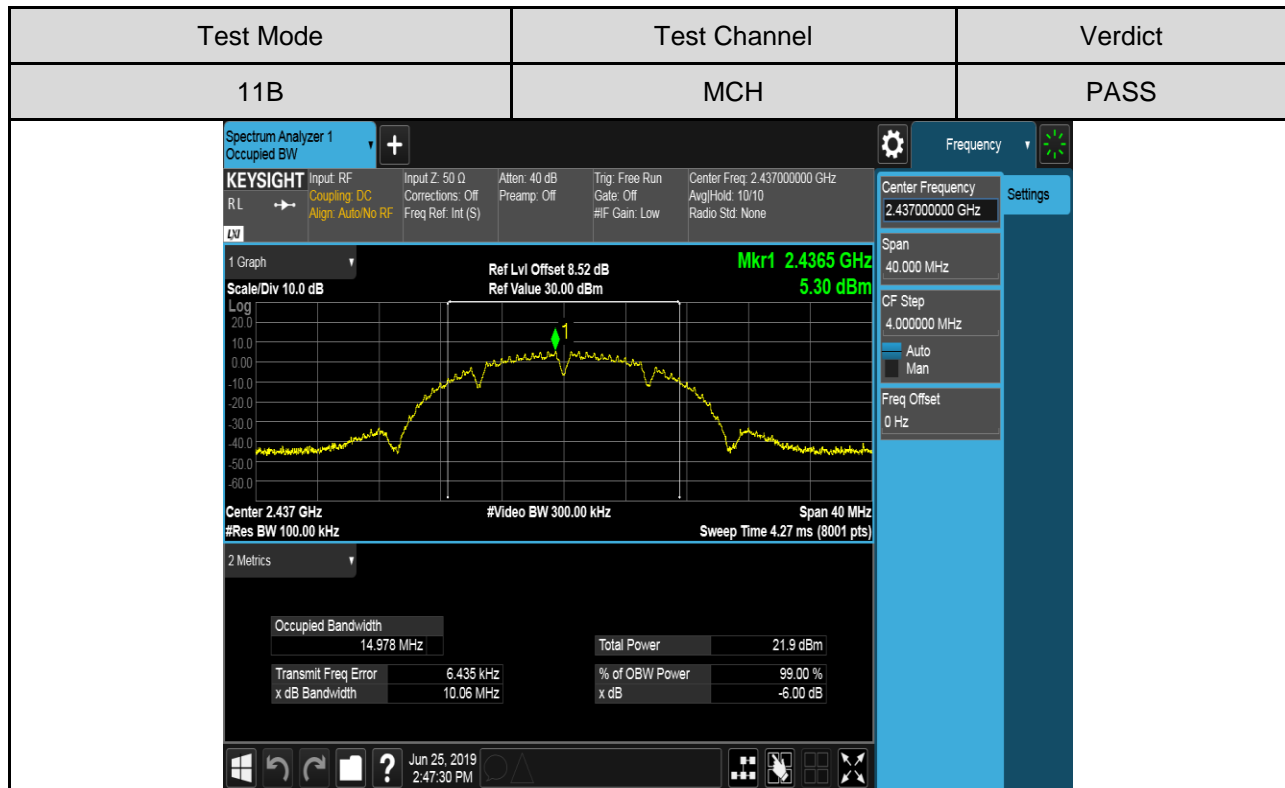 Test Mode Test Channel Verdict
11B MCH PASS
Spectrum Analyzer 1
Occupied BW
+
Frequency
KEYSIGHT Input: RF Input Z: 50 Ω Atten: 40 dB Trig: Free Run Center Freq: 2.437000000 GHz
RL Coupling: DC Corrections: Off Preamp: Off Gate: Off Avg|Hold: 10/10
Align: Auto/No RF Freq Ref: Int (S) #IF Gain: Low Radio Std: None
LXI
Center Frequency
2.437000000 GHz
Settings
Span
40.000 MHz
CF Step
4.000000 MHz
Auto
Man
Freq Offset
0 Hz
1 Graph
Ref Lvl Offset 8.52 dB
Mkr1 2.4365 GHz
Scale/Div 10.0 dB
Ref Value 30.00 dBm
5.30 dBm
Log
20.0
10.0
0.00
-10.0
-20.0
-30.0
-40.0
-50.0
-60.0
1
Center 2.437 GHz #Video BW 300.00 kHz Span 40 MHz
#Res BW 100.00 kHz Sweep Time 4.27 ms (8001 pts)
2 Metrics
Occupied Bandwidth
14.978 MHz
Total Power 21.9 dBm
Transmit Freq Error 6.435 kHz % of OBW Power 99.00 %
x dB Bandwidth 10.06 MHz x dB -6.00 dB
?
Jun 25, 2019
2:47:30 PM